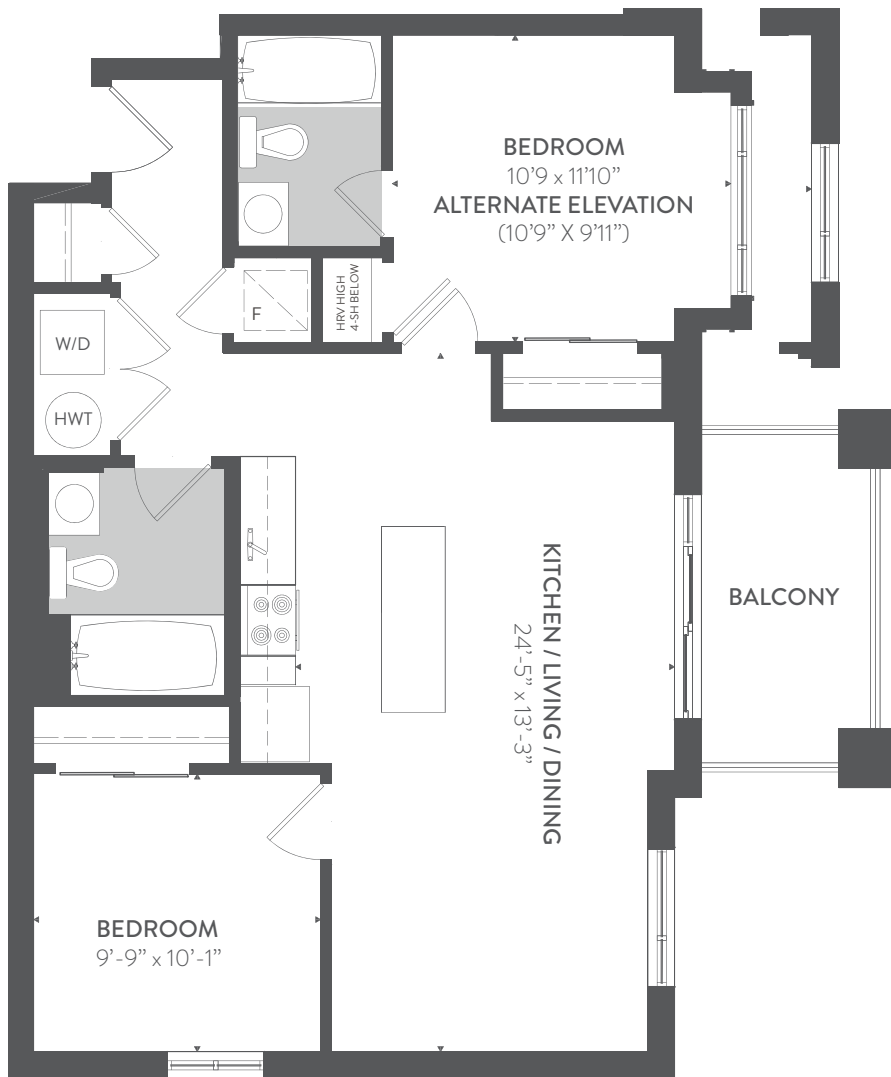 BEDROOM
10’9 x 11’10”
ALTERNATE ELEVATION
(10’9” X 9’11”)
HRV HIGH
4-SH BELOW
F
W/D
HWT
KITCHEN / LIVING / DINING
24’-5” x 13’-3”
BALCONY
BEDROOM
9’-9” x 10’-1”